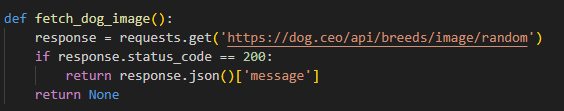 def fetch_dog_image():
    response = requests.get('https://dog.ceo/api/breeds/image/random')
    if response.status_code == 200:
        return response.json()['message']
    return None